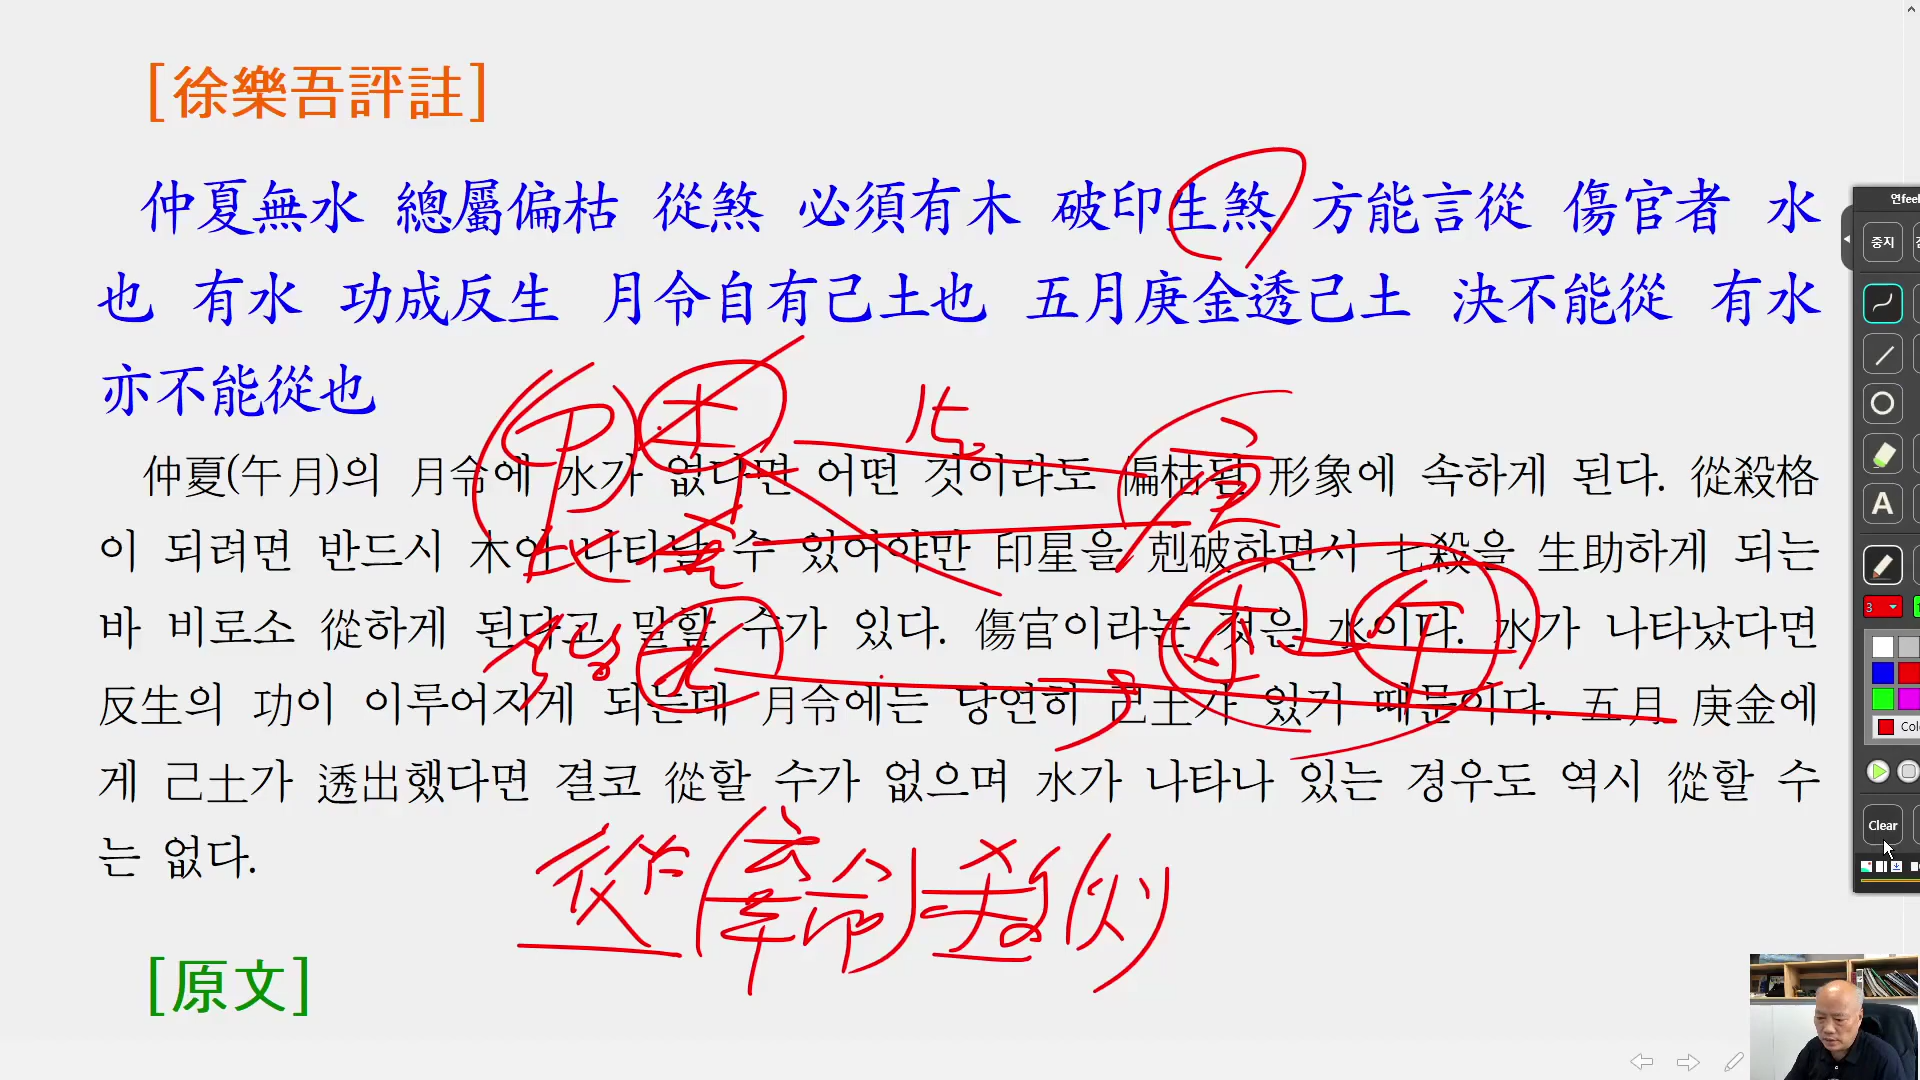 [徐樂吾評註]
仲夏無水 總屬偏枯 從煞 必須有木 破印生煞 方能言從 傷官者 水
也 有水 功成反生 月令自有己土也 五月庚金透己土 決不能從 有水
亦不能從也
仲夏(午月)의 月令에 水가 없다면 어떤 것이라도 偏枯된 形象에 속하게 된다. 從殺格
이 되려면 반드시 木이 나타날 수 있어야만 印星을 剋破하면서 七殺을 生助하게 되는
바 비로소 從하게 된다고 말할 수가 있다. 傷官이라는 것은 水이다. 水가 나타났다면
反生의 功이 이루어지게 되는데 月令에는 당연히 己土가 있기 때문이다. 五月 庚金에
게 己土가 透出했다면 결코 從할 수가 없으며 水가 나타나 있는 경우도 역시 從할 수
는 없다.
[原文]
연feel
중지
A
3
Clear